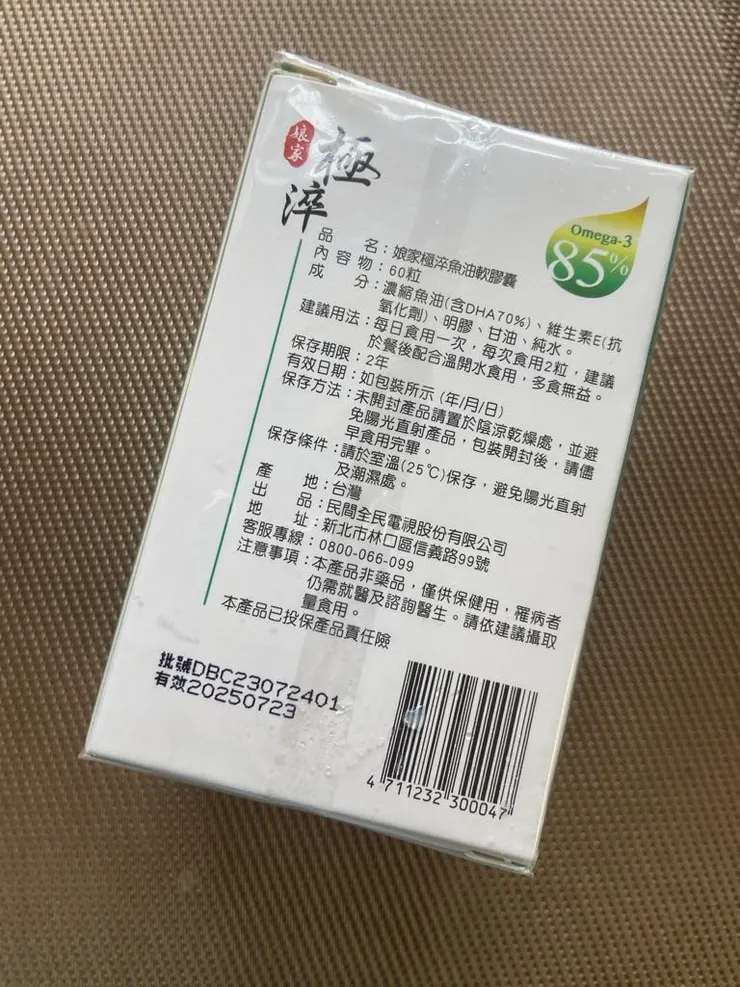 娘家
極
淬
Omega-3
85%
品名：娘家極淬魚油軟膠囊
內容物：60粒
成分：濃縮魚油(含DHA70%)、維生素E(抗
氧化劑)、明膠、甘油、純水。
建議用法：每日食用一次，每次食用2粒，建議
於餐後配合溫開水食用，多食無益。
保存期限：2年
有效日期：如包裝所示 (年/月/日)
保存方法：未開封產品請置於陰涼乾燥處，並避
免陽光直射產品，包裝開封後，請儘
早食用完畢。
保存條件：請於室溫(25℃)保存，避免陽光直射
及潮濕處。
產地：台灣
出品：民間全民電視股份有限公司
地址：新北市林口區信義路99號
客服專線：0800-066-099
注意事項：本產品非藥品，僅供保健用，罹病者
仍需就醫及諮詢醫生。請依建議攝取
量食用。
本產品已投保產品責任險
批號DBC23072401
有效20250723
4 711232 300047